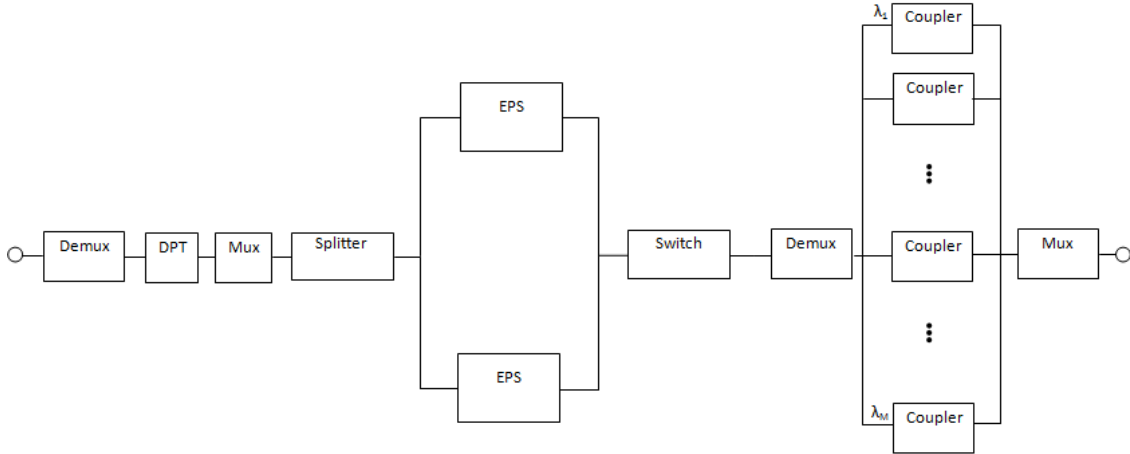 λ₁
Coupler
Coupler
EPS
Demux
DPT
Mux
Splitter
Switch
Demux
Coupler
Mux
EPS
λM
Coupler